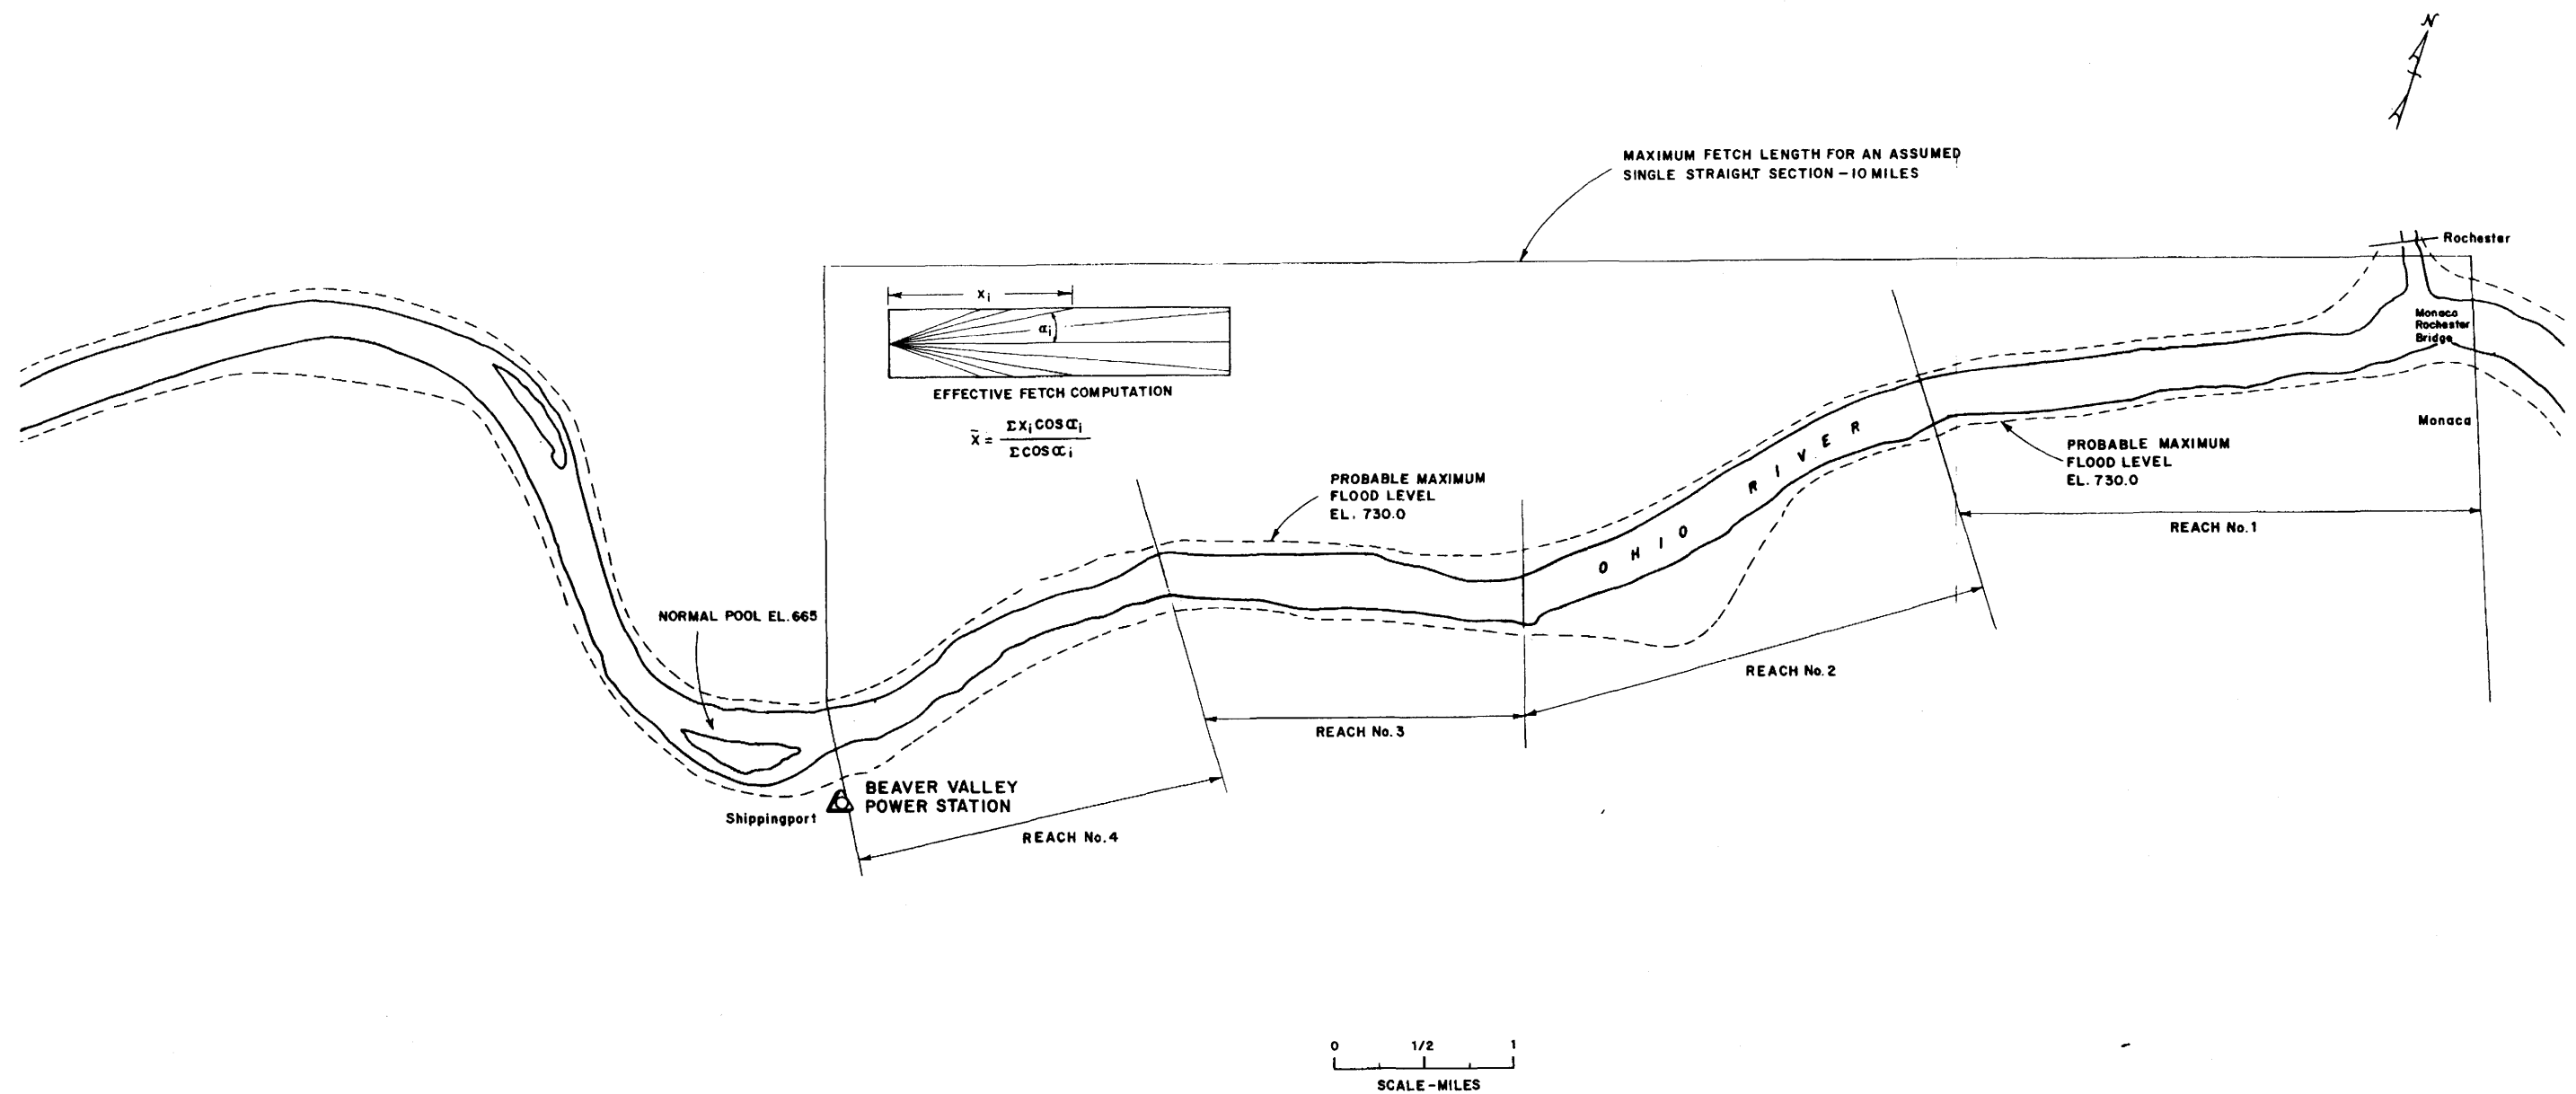 N
MAXIMUM FETCH LENGTH FOR AN ASSUMED
SINGLE STRAIGHT SECTION - 10 MILES
Rochester
Xi
αi
Monaca
Rochester
Bridge
EFFECTIVE FETCH COMPUTATION
X̄ = ΣXi COS αi / Σ COS αi
Monaca
PROBABLE MAXIMUM
FLOOD LEVEL
EL. 730.0
PROBABLE MAXIMUM
FLOOD LEVEL
EL. 730.0
OHIO RIVER
REACH No. 1
NORMAL POOL EL. 665
REACH No. 2
REACH No. 3
BEAVER VALLEY
POWER STATION
Shippingport
REACH No. 4
0 1/2 1
SCALE-MILES